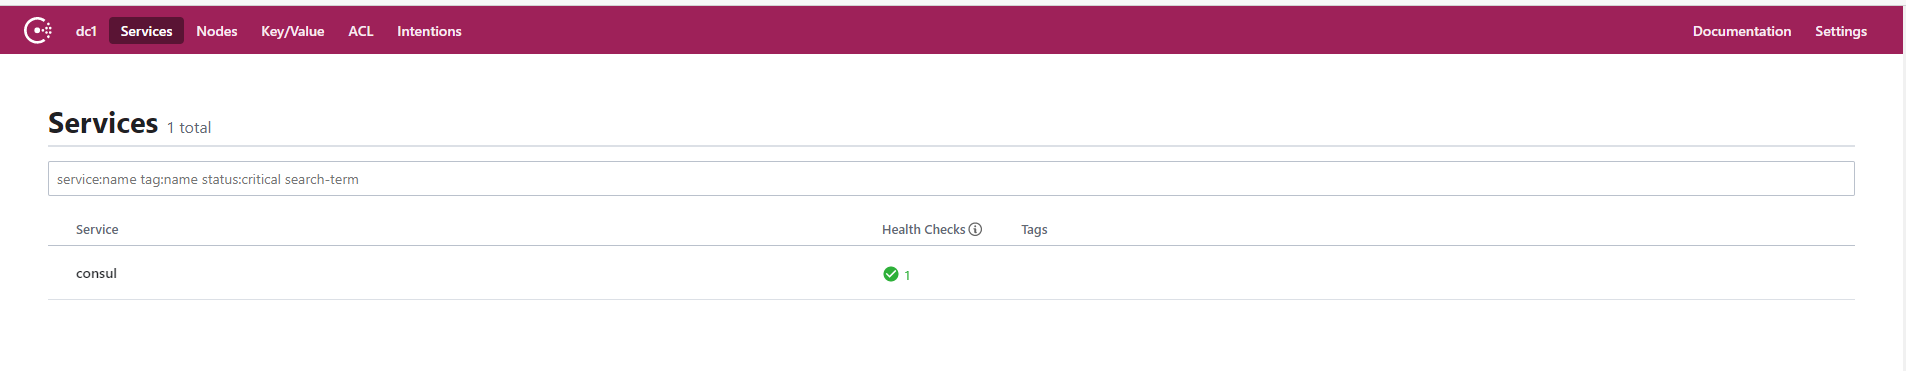 dc1 Services Nodes Key/Value ACL Intentions Documentation Settings
Services 1 total
service:name tag:name status:critical search-term
Service Health Checks Tags
consul 1